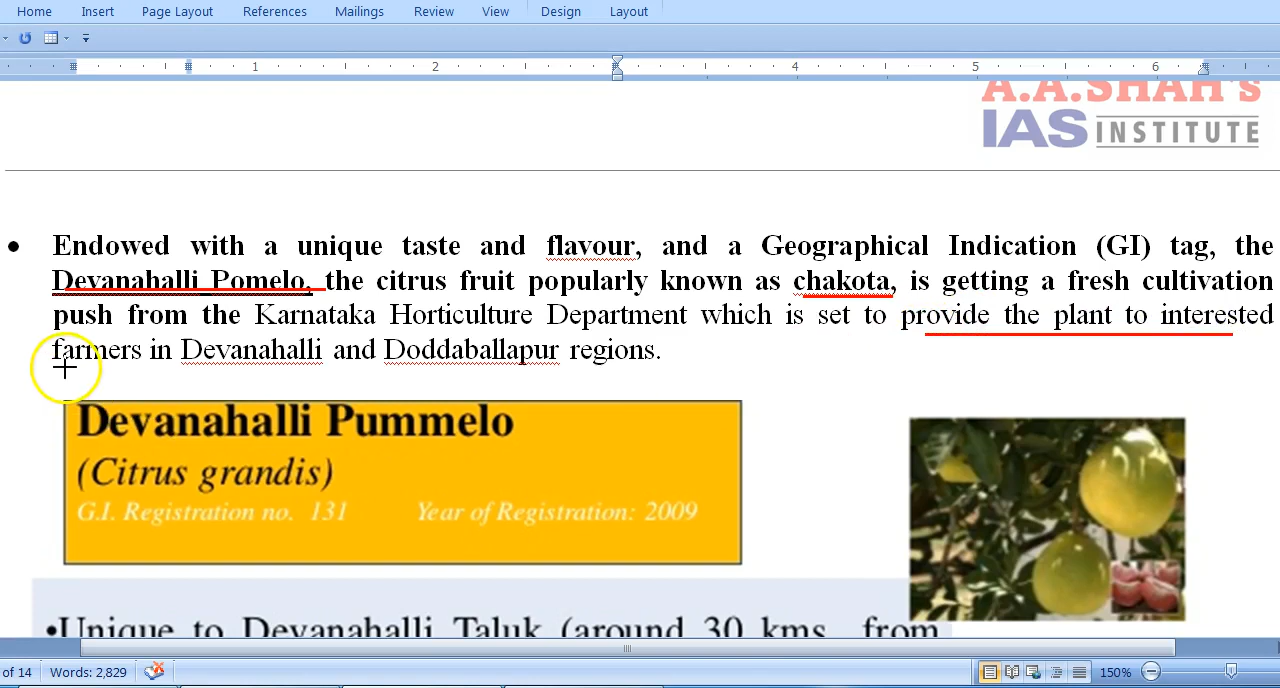 Home Insert Page Layout References Mailings Review View Design Layout
1 2 4 5 6
A.A.SHAH's
IAS INSTITUTE
• Endowed with a unique taste and flavour, and a Geographical Indication (GI) tag, the
Devanahalli Pomelo, the citrus fruit popularly known as chakota, is getting a fresh cultivation
push from the Karnataka Horticulture Department which is set to provide the plant to interested
farmers in Devanahalli and Doddaballapur regions.
Devanahalli Pummelo
(Citrus grandis)
G.I. Registration no. 131 Year of Registration: 2009
•Unique to Devanahalli Taluk (around 30 kms from
of 14 Words: 2,829 150%